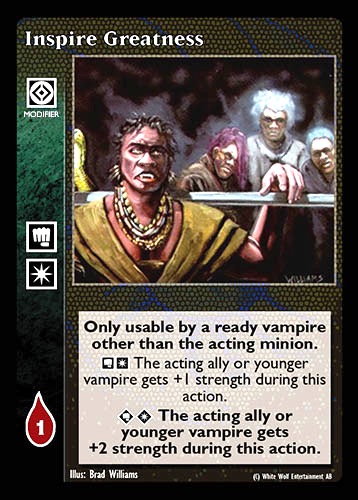 Inspire Greatness
MODIFIER
WILLIAMS
Only usable by a ready vampire
other than the acting minion.
The acting ally or younger
vampire gets +1 strength during this
action.
The acting ally or
younger vampire gets
+2 strength during this action.
1
Illus: Brad Williams
(C) White Wolf Entertainment AB